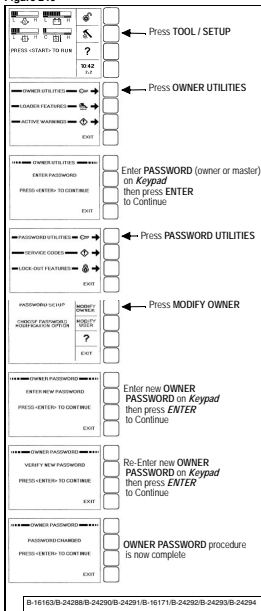 L H L H
Press TOOL / SETUP
L H C H
PRESS <START> TO RUN
?
10:42
OWNER UTILITIES
Press OWNER UTILITIES
LOADER FEATURES
ACTIVE WARNINGS
EXIT
OWNER UTILITIES
ENTER PASSWORD
PRESS <ENTER> TO CONTINUE
EXIT
Enter PASSWORD (owner or master)
on Keypad
then press ENTER
to Continue
PASSWORD UTILITIES
Press PASSWORD UTILITIES
SERVICE CODES
LOCK-OUT FEATURES
EXIT
PASSWORD SETUP
MODIFY
OWNER
Press MODIFY OWNER
CHOOSE PASSWORD
MODIFICATION OPTION
MODIFY
USER
?
EXIT
OWNER PASSWORD
ENTER NEW PASSWORD
PRESS <ENTER> TO CONTINUE
EXIT
Enter new OWNER
PASSWORD on Keypad
then press ENTER
to Continue
OWNER PASSWORD
VERIFY NEW PASSWORD
PRESS <ENTER> TO CONTINUE
EXIT
Re-Enter new OWNER
PASSWORD on Keypad
then press ENTER
to Continue
OWNER PASSWORD
PASSWORD CHANGED
PRESS <ENTER> TO CONTINUE
EXIT
OWNER PASSWORD procedure
is now complete
B-16163/B-24288/B-24290/B-24291/B-16171/B-24292/B-24293/B-24294